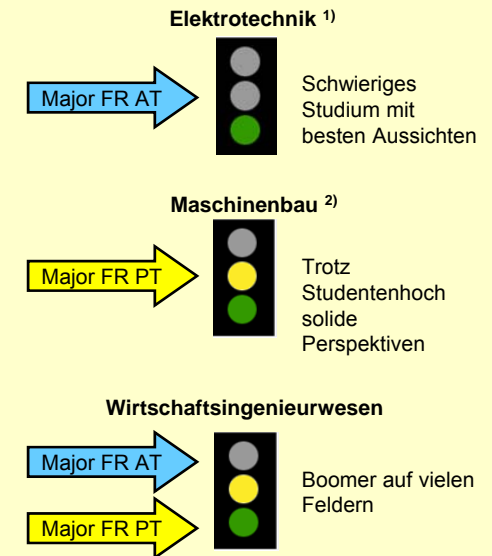 Elektrotechnik 1)
Major FR AT
Schwieriges
Studium mit
besten Aussichten
Maschinenbau 2)
Major FR PT
Trotz
Studentenhoch
solide
Perspektiven
Wirtschaftsingenieurwesen
Major FR AT
Major FR PT
Boomer auf vielen
Feldern